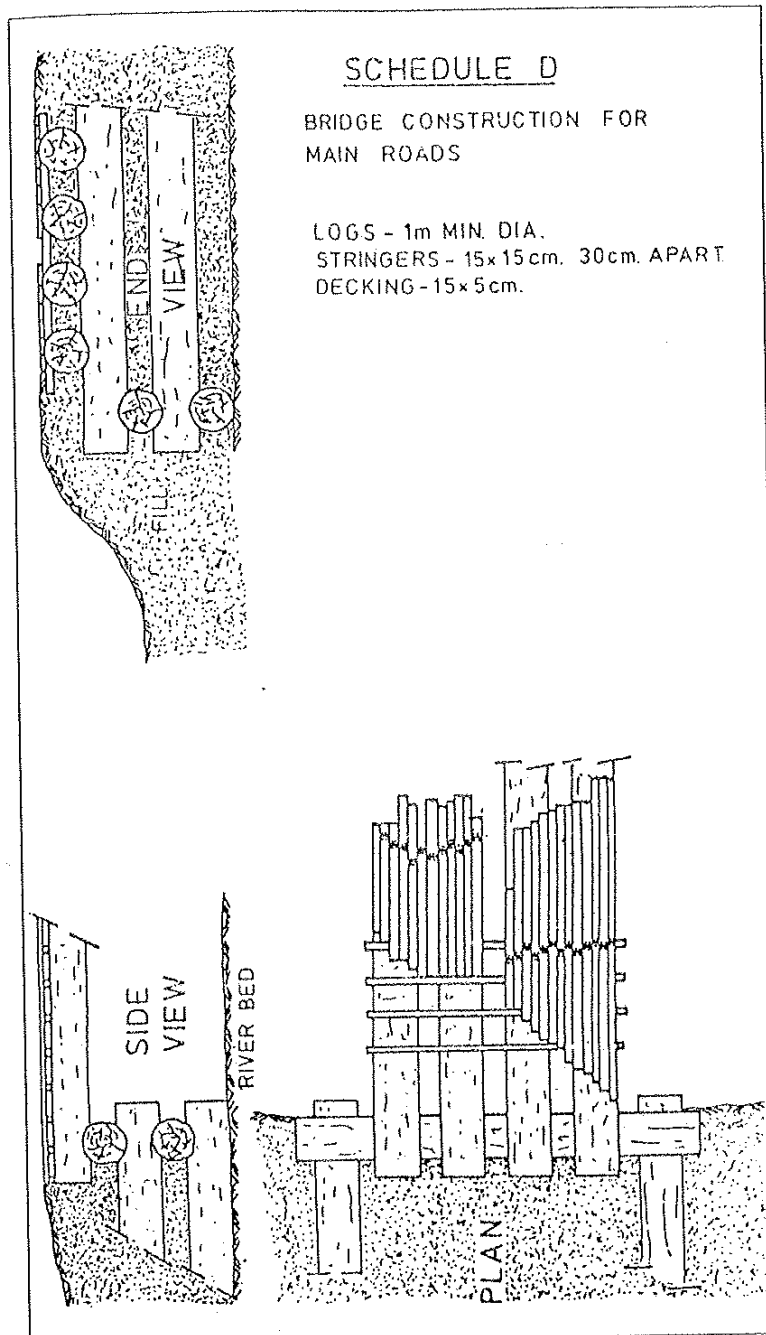 SCHEDULE D
BRIDGE CONSTRUCTION FOR
MAIN ROADS
LOGS - 1m MIN. DIA.
STRINGERS - 15x15cm. 30cm. APART
DECKING - 15x5cm.
END
VIEW
FILL
SIDE
VIEW
RIVER BED
PLAN